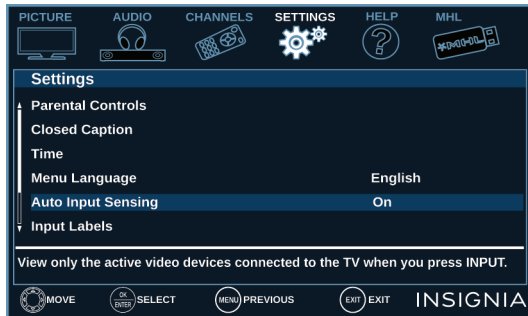 PICTURE AUDIO CHANNELS SETTINGS HELP MHL
MHL
Settings
Parental Controls
Closed Caption
Time
Menu Language English
Auto Input Sensing On
Input Labels
View only the active video devices connected to the TV when you press INPUT.
MOVE OK ENTER SELECT MENU PREVIOUS EXIT EXIT INSIGNIA